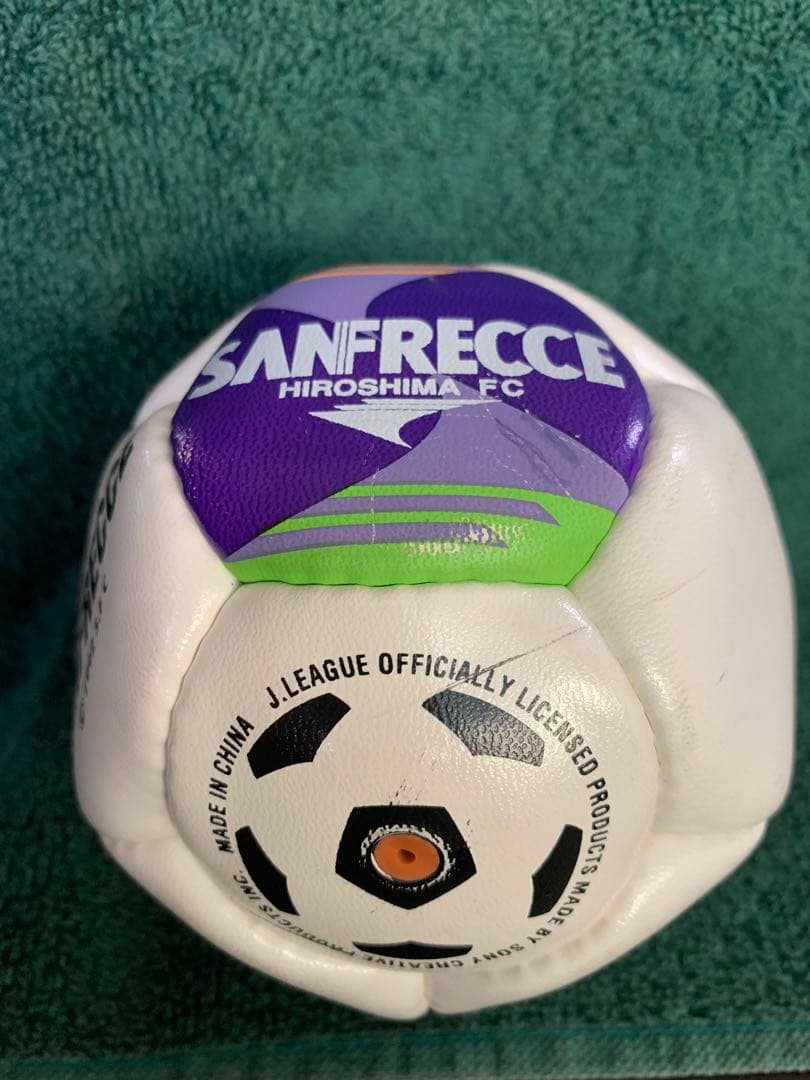 SANFRECCE
HIROSHIMA FC
J.LEAGUE OFFICIALLY LICENSED PRODUCTS MADE BY SONY CREATIVE PRODUCTS INC. MADE IN CHINA